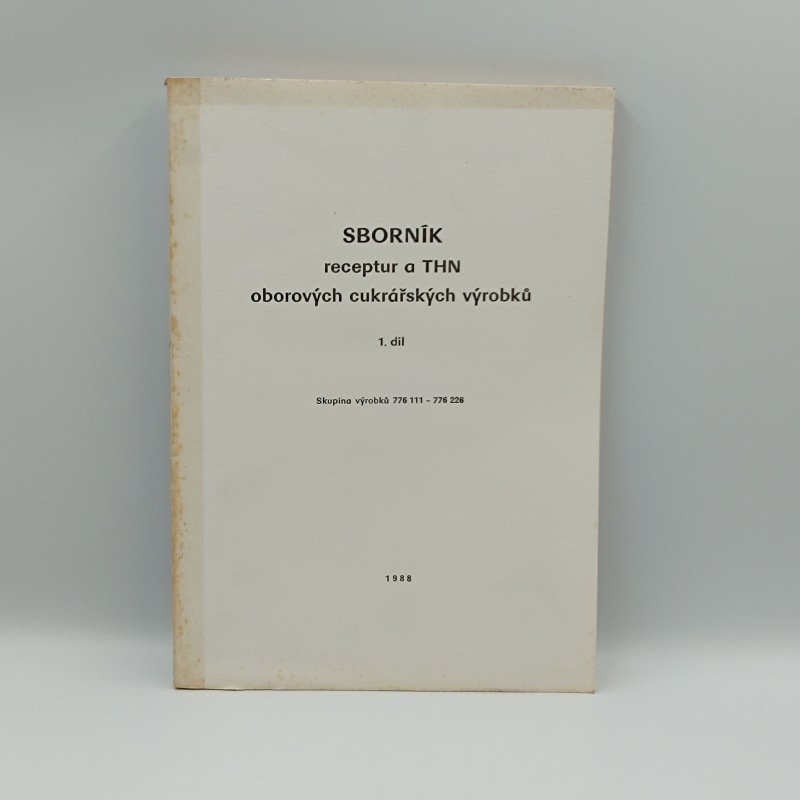 SBORNÍK
receptur a THN
oborových cukrářských výrobků
1. díl
Skupina výrobků 776 111 – 776 226
1988